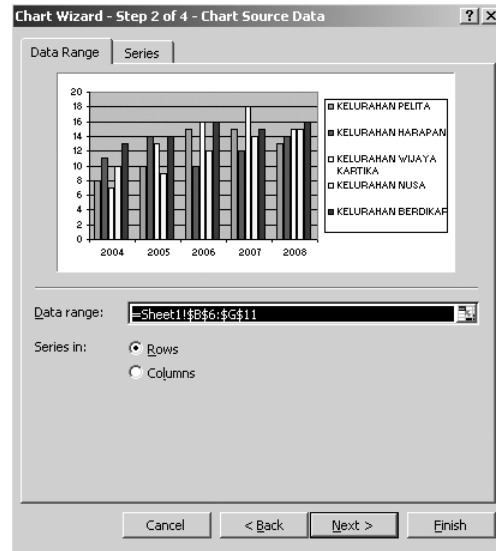 Chart Wizard - Step 2 of 4 - Chart Source Data
Data Range
Series
20
18
16
14
12
10
8
6
4
2
0
2004 2005 2006 2007 2008
KELURAHAN PELITA
KELURAHAN HARAPAN
KELURAHAN WIJAYA
KARTIKA
KELURAHAN NUSA
KELURAHAN BERDIKAF
Data range:
=Sheet1!$B$6:$G$11
Series in:
Rows
Columns
Cancel
< Back
Next >
Finish